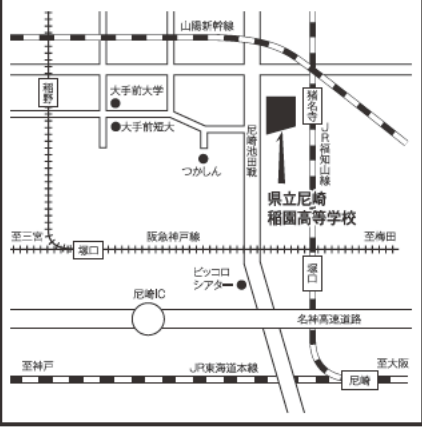 山陽新幹線
稲野
大手前大学
猪名寺
大手前短大
尼崎池田戦
JR福知山線
つかしん
県立尼崎
稲園高等学校
至三宮
阪急神戸線
至梅田
塚口
塚口
ピッコロ
シアター
尼崎IC
名神高速道路
至神戸
JR東海道本線
至大阪
尼崎